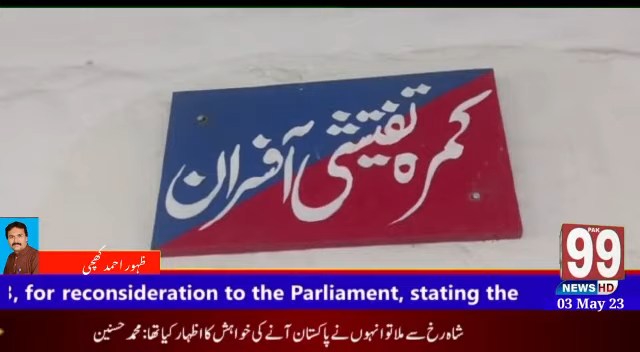 کمرہ تفتیشی آفسران
ظہور احمد کھچی
PAK
99
NEWS HD
3, for reconsideration to the Parliament, stating the
03 May 23
شاہ رخ سے ملا تو انہوں نے پاکستان آنے کی خواہش کا اظہار کیا تھا: محمد حسنین